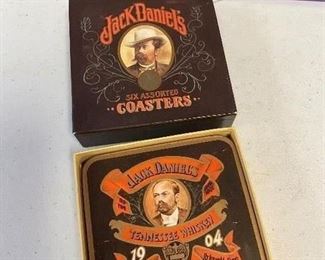 Jack Daniel's
SIX ASSORTED
COASTERS
JACK DANIEL'S
TENNESSEE WHISKEY
19 04